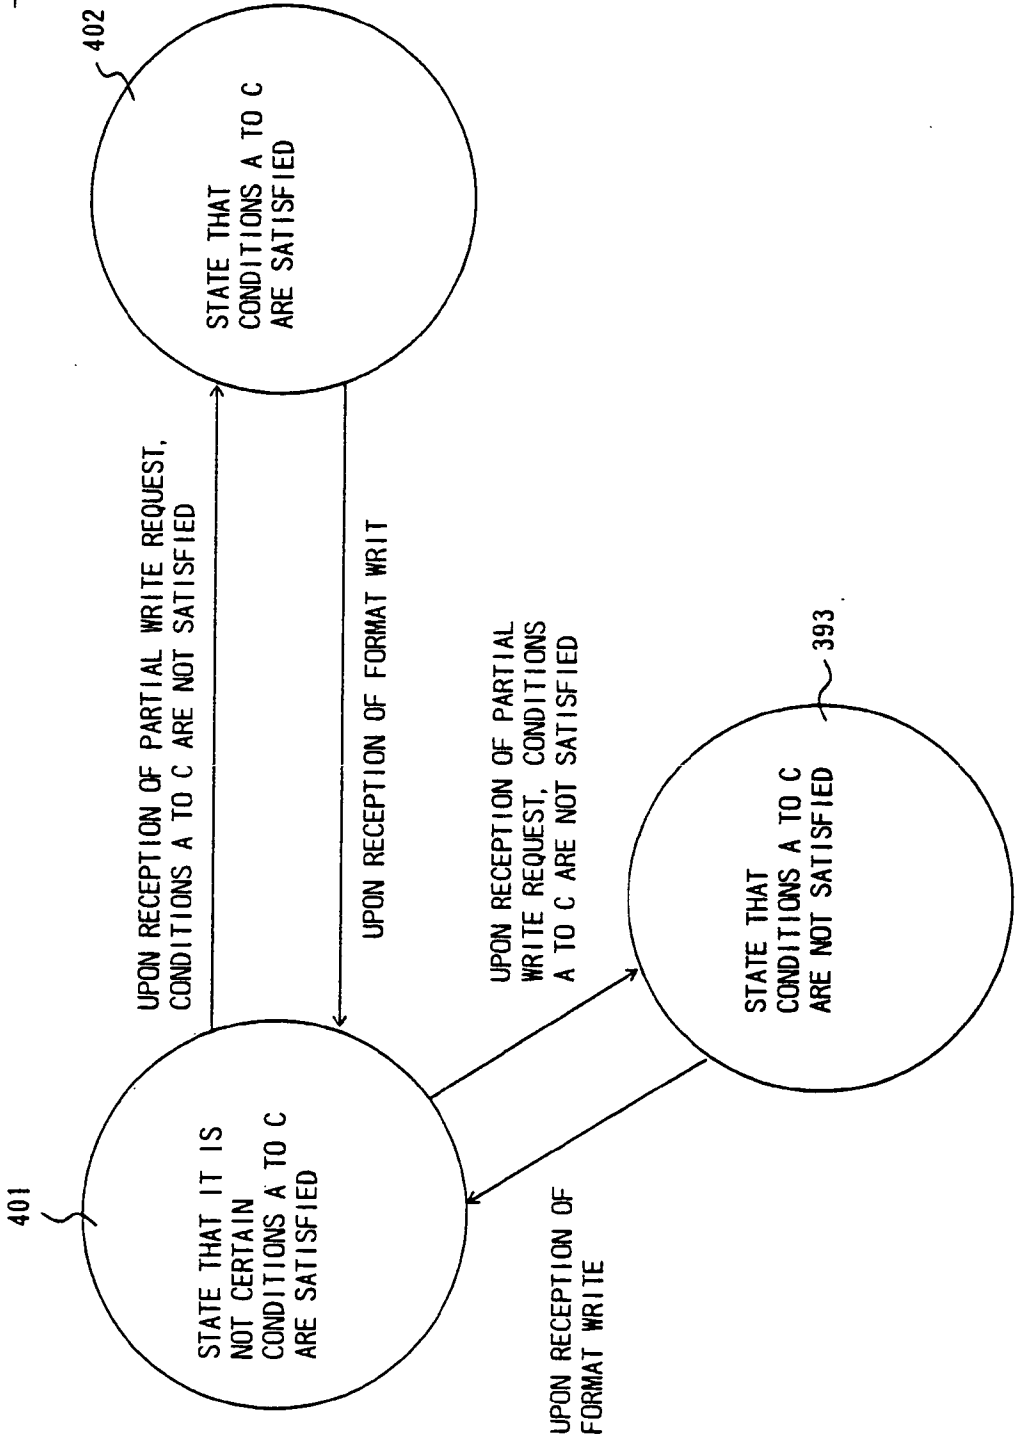 401
STATE THAT IT IS
NOT CERTAIN
CONDITIONS A TO C
ARE SATISFIED
UPON RECEPTION OF PARTIAL WRITE REQUEST,
CONDITIONS A TO C ARE NOT SATISFIED
402
STATE THAT
CONDITIONS A TO C
ARE SATISFIED
UPON RECEPTION OF FORMAT WRIT
UPON RECEPTION OF PARTIAL
WRITE REQUEST, CONDITIONS
A TO C ARE NOT SATISFIED
UPON RECEPTION OF
FORMAT WRITE
393
STATE THAT
CONDITIONS A TO C
ARE NOT SATISFIED